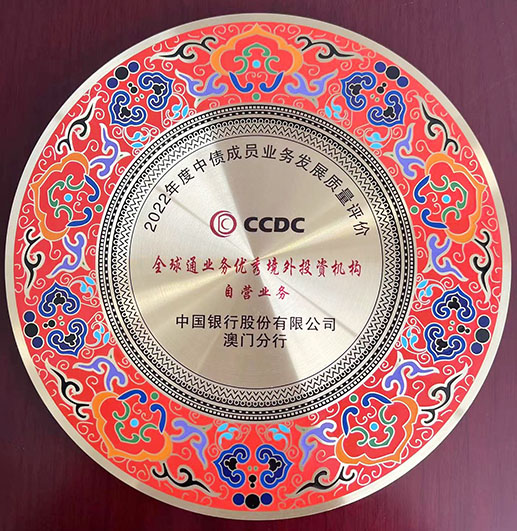 2022年度中债成员业务发展质量评价
CCDC
全球通业务优秀境外投资机构
自营业务
中国银行股份有限公司
澳门分行